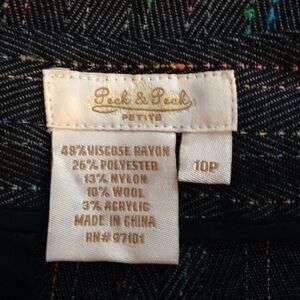 Peck & Peck
PETITE
48% VISCOSE RAYON
26% POLYESTER
13% NYLON
10% WOOL
3% ACRYLIC
MADE IN CHINA
RN# 97101
10P